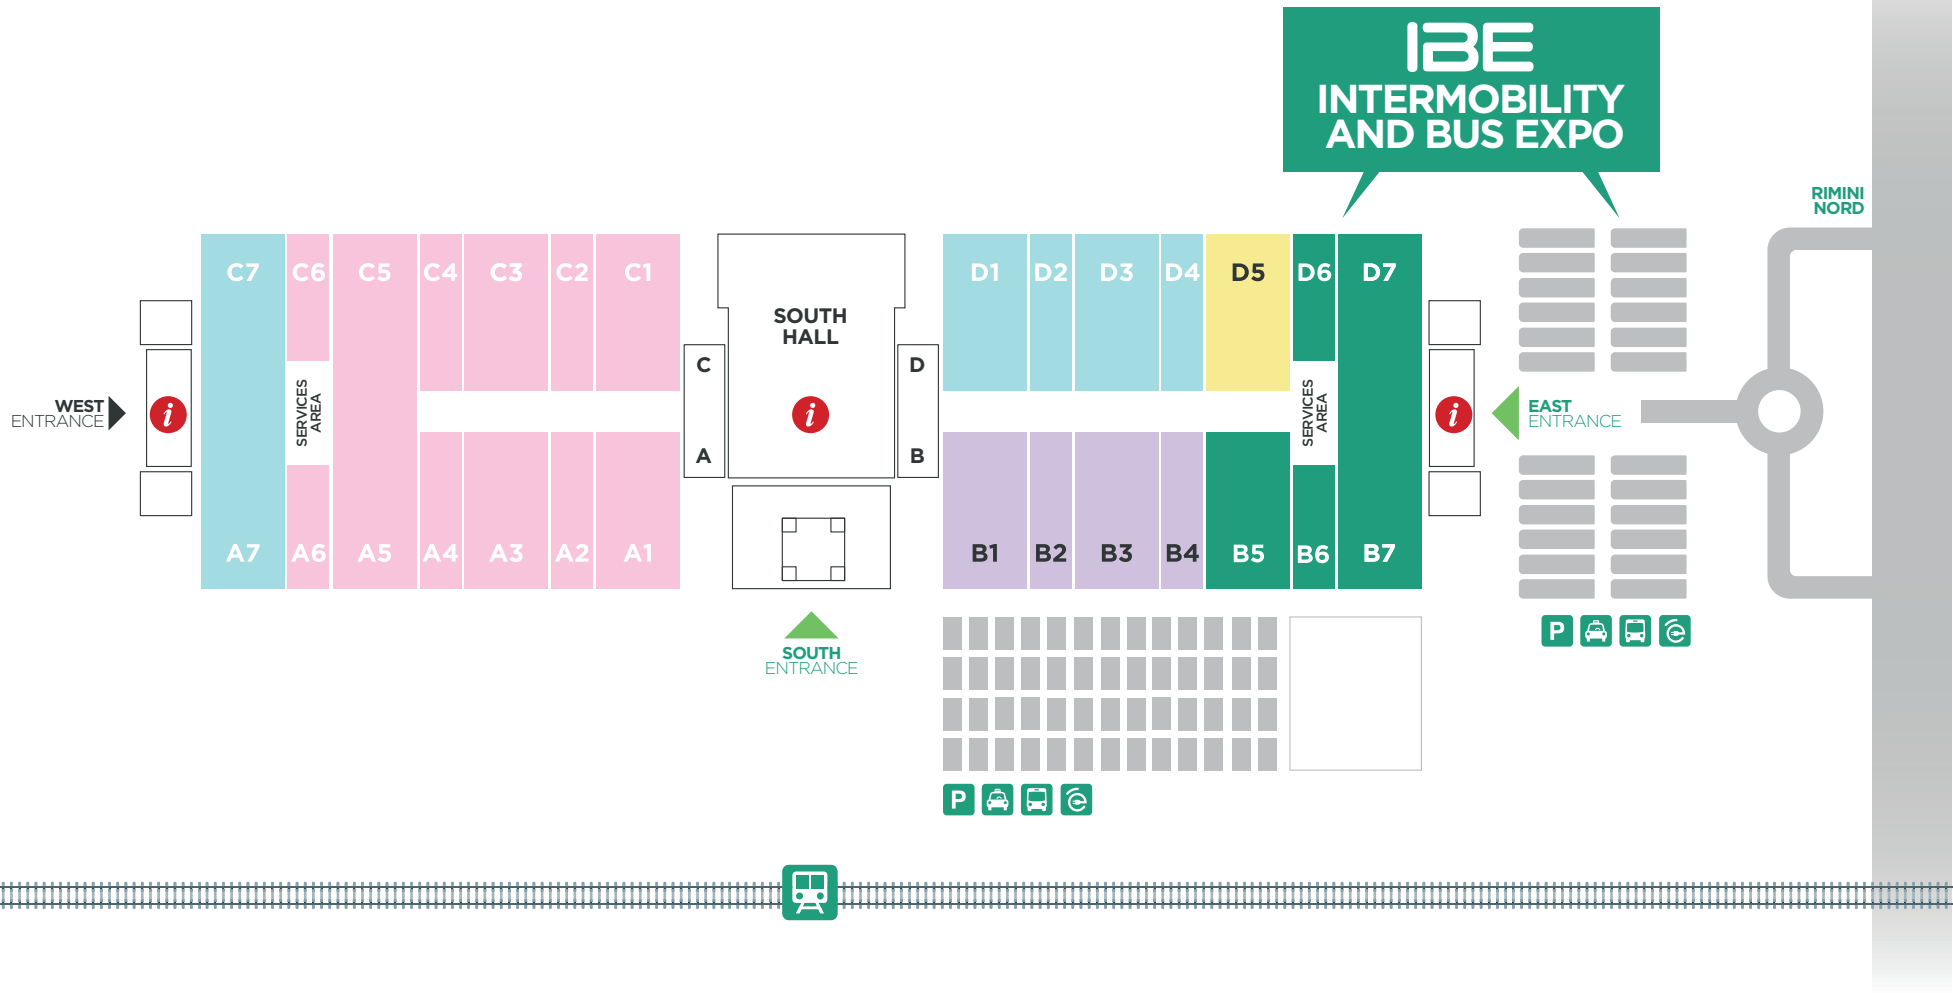 IBE
INTERMOBILITY
AND BUS EXPO
RIMINI
NORD
C7 C6 C5 C4 C3 C2 C1
SOUTH
HALL
D1 D2 D3 D4 D5 D6 D7
C
D
SERVICES
AREA
SERVICES
AREA
WEST
ENTRANCE
i
i
i
EAST
ENTRANCE
A
B
A7 A6 A5 A4 A3 A2 A1
B1 B2 B3 B4 B5 B6 B7
SOUTH
ENTRANCE
P
P